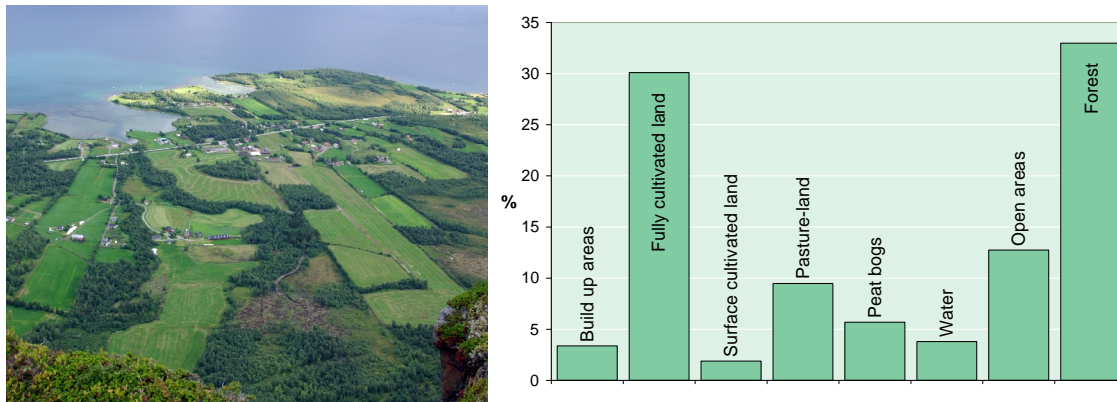 35
30
25
20
15
10
5
0
%
Build up areas
Fully cultivated land
Surface cultivated land
Pasture-land
Peat bogs
Water
Open areas
Forest